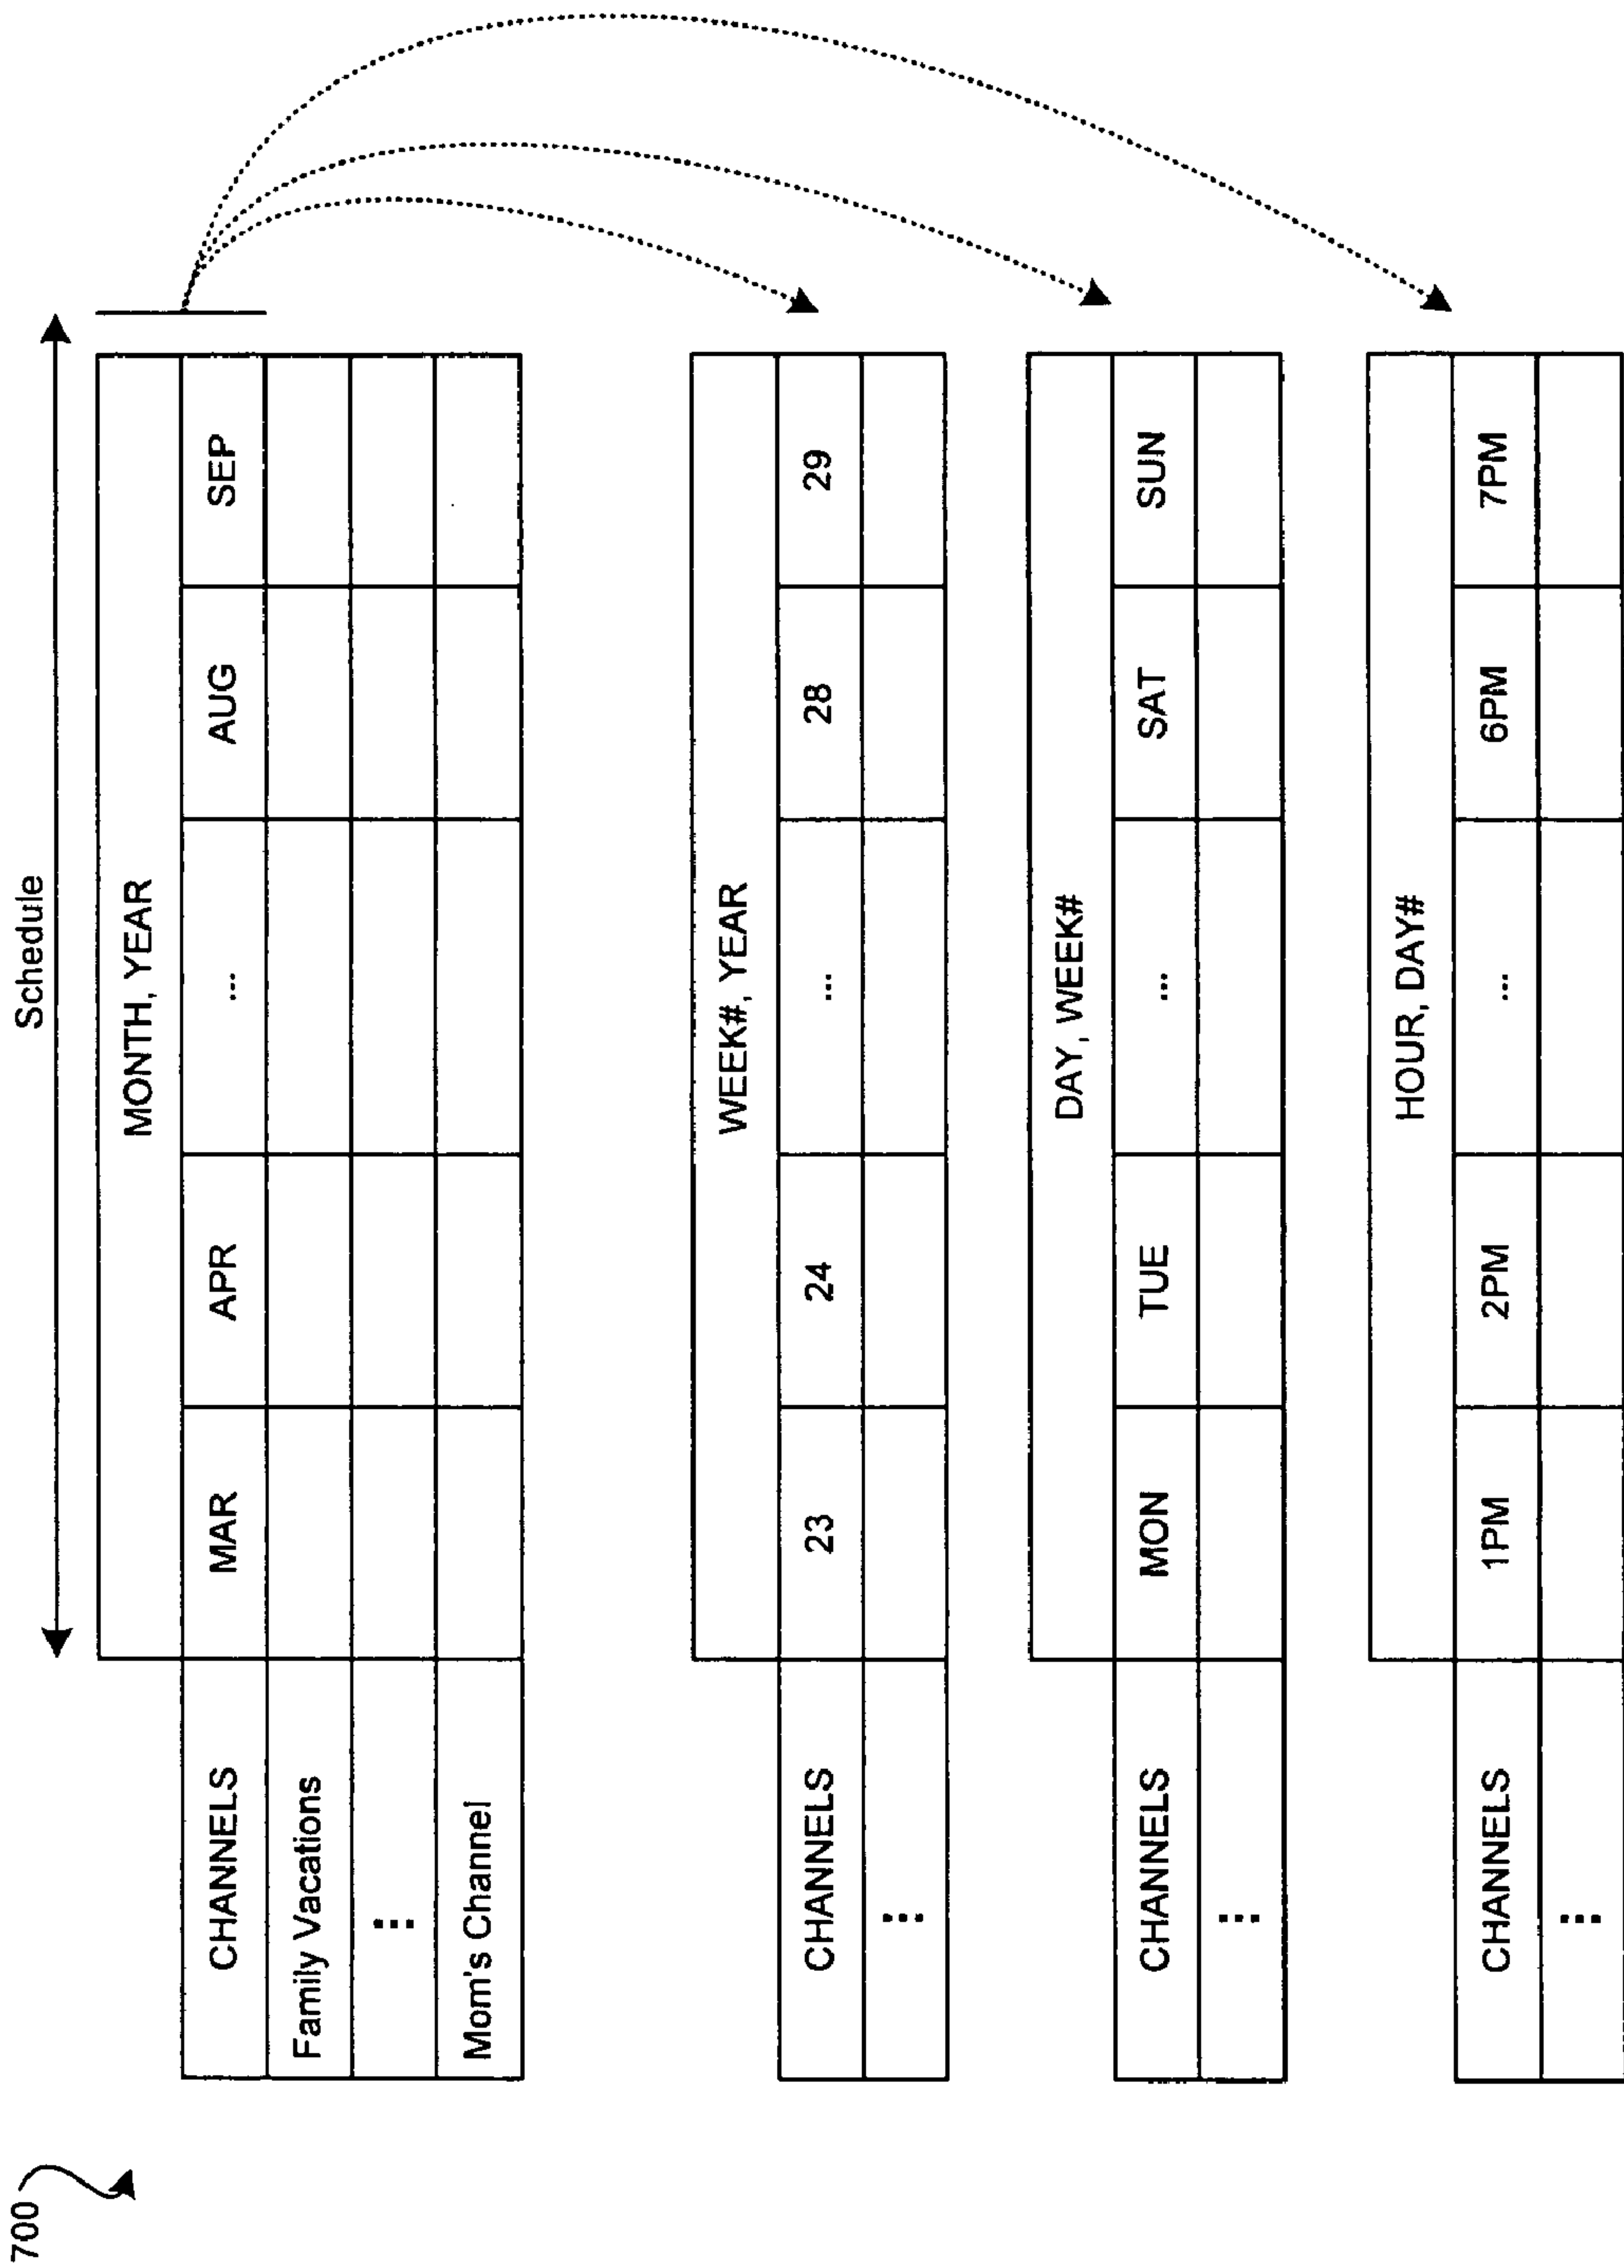 700
Schedule
MONTH, YEAR
CHANNELS MAR APR ... AUG SEP
Family Vacations
...
Mom's Channel
WEEK#, YEAR
CHANNELS 23 24 ... 28 29
...
DAY, WEEK#
CHANNELS MON TUE ... SAT SUN
...
HOUR, DAY#
CHANNELS 1PM 2PM ... 6PM 7PM
...